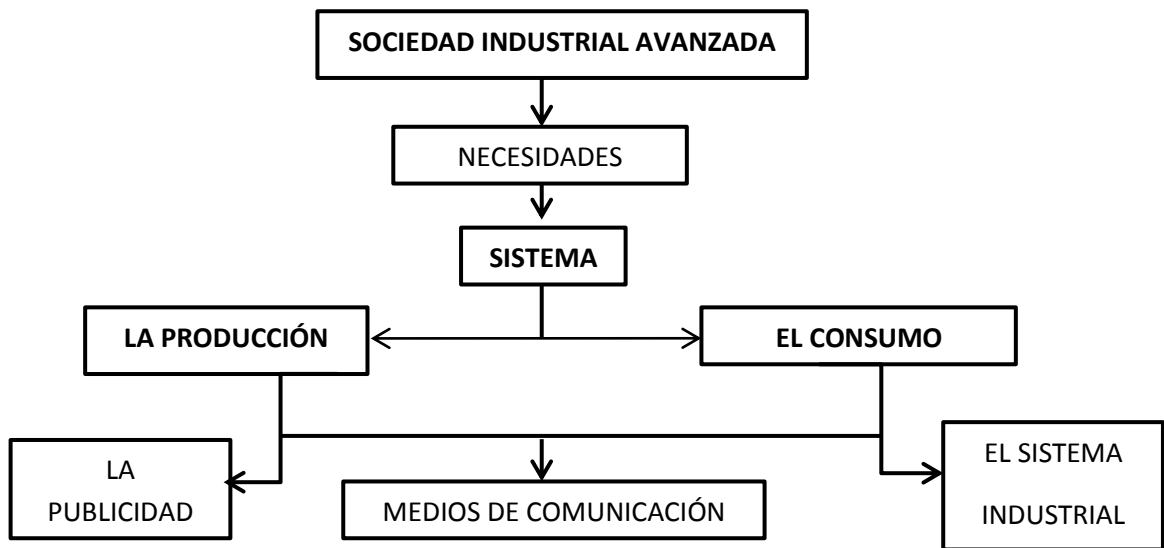 SOCIEDAD INDUSTRIAL AVANZADA
NECESIDADES
SISTEMA
LA PRODUCCIÓN
EL CONSUMO
LA
PUBLICIDAD
MEDIOS DE COMUNICACIÓN
EL SISTEMA
INDUSTRIAL